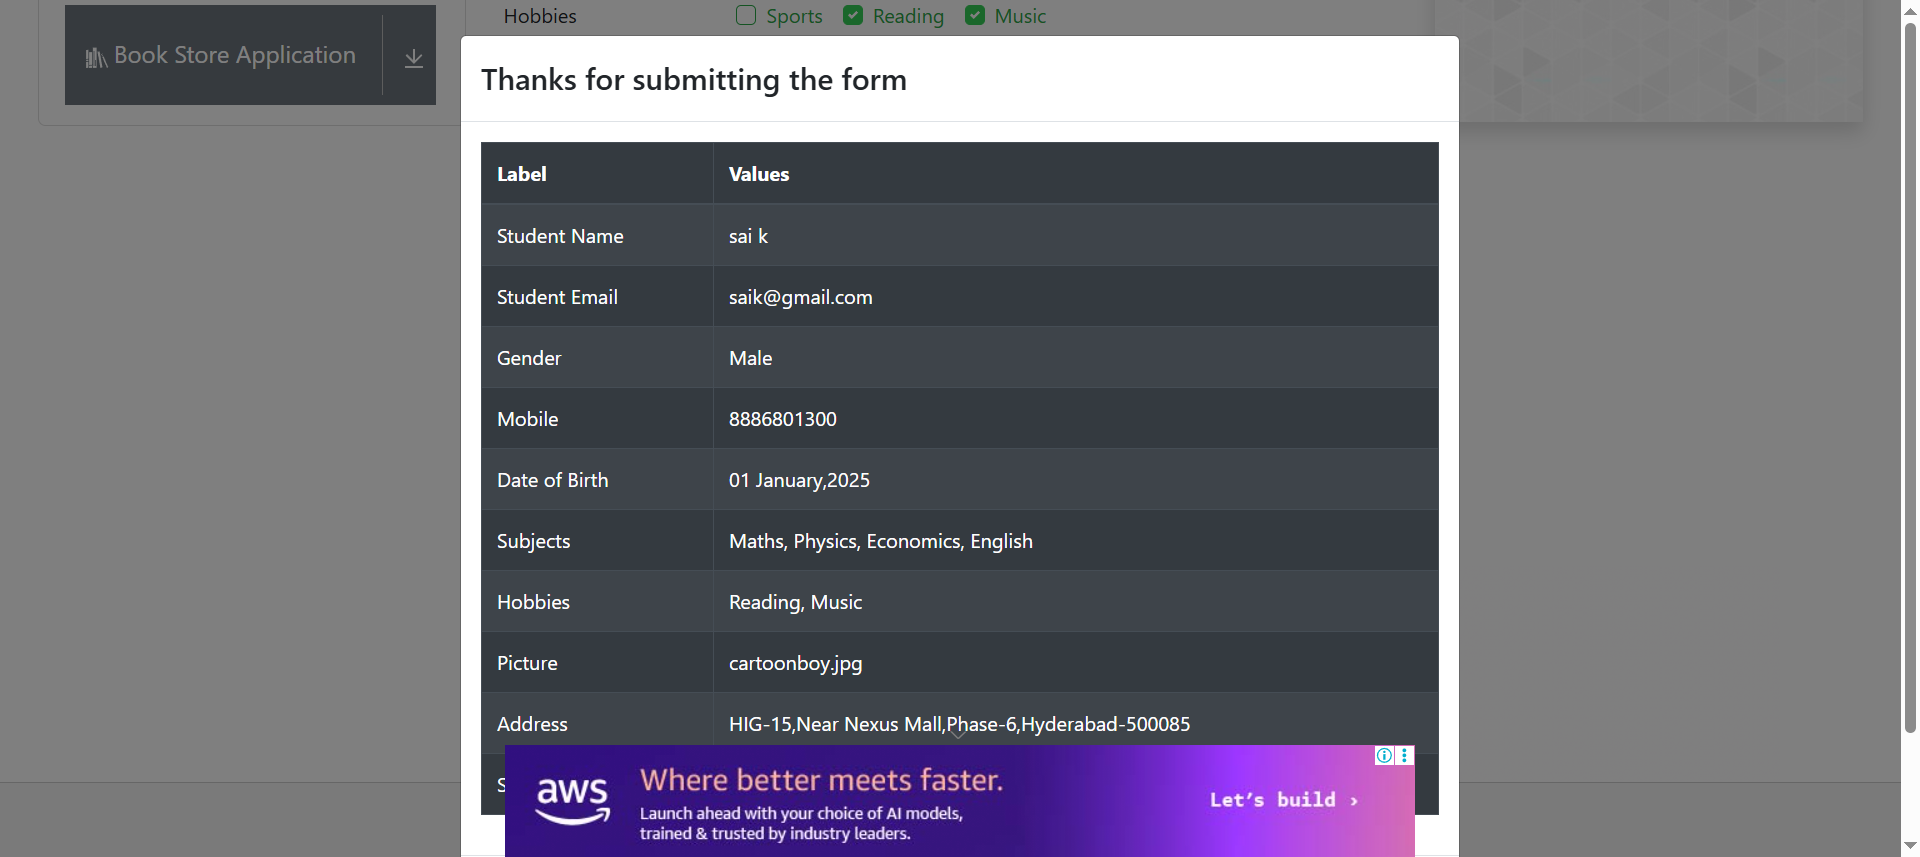 Hobbies Sports Reading Music
Book Store Application
Thanks for submitting the form
Label Values
Student Name sai k
Student Email saik@gmail.com
Gender Male
Mobile 8886801300
Date of Birth 01 January,2025
Subjects Maths, Physics, Economics, English
Hobbies Reading, Music
Picture cartoonboy.jpg
Address HIG-15,Near Nexus Mall,Phase-6,Hyderabad-500085
aws
Where better meets faster.
Launch ahead with your choice of AI models,
trained & trusted by industry leaders.
Let's build ›